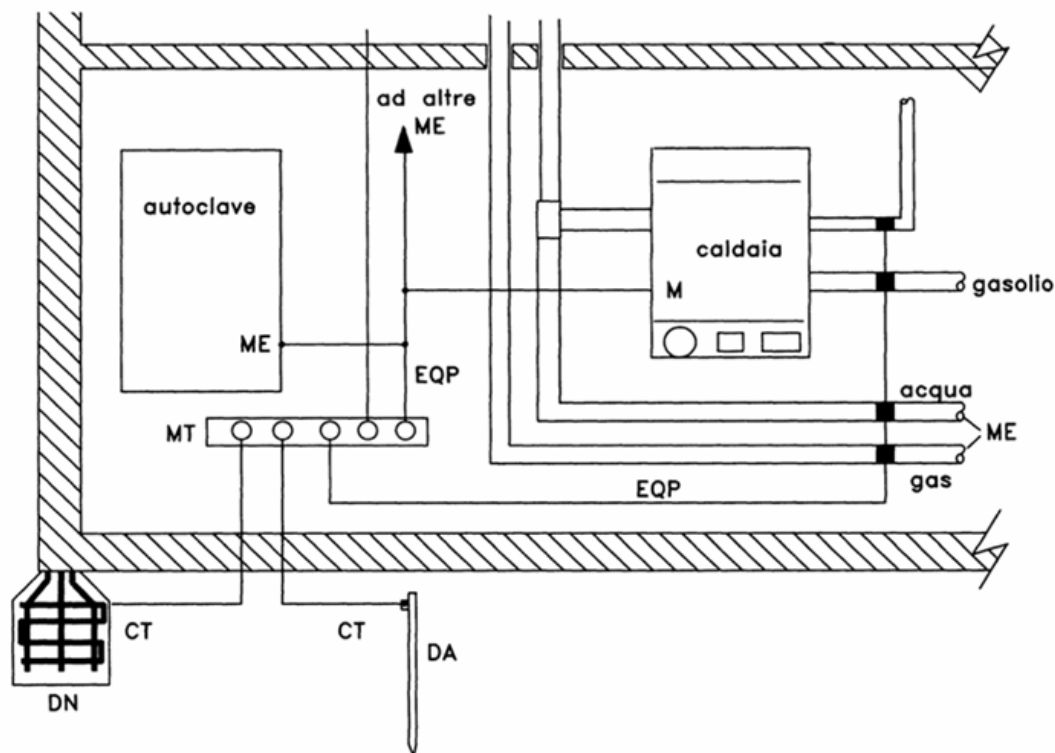 ad altre
ME
autoclave
caldaia
M
gasolio
ME
EQP
acqua
MT
ME
gas
EQP
CT
CT
DA
DN